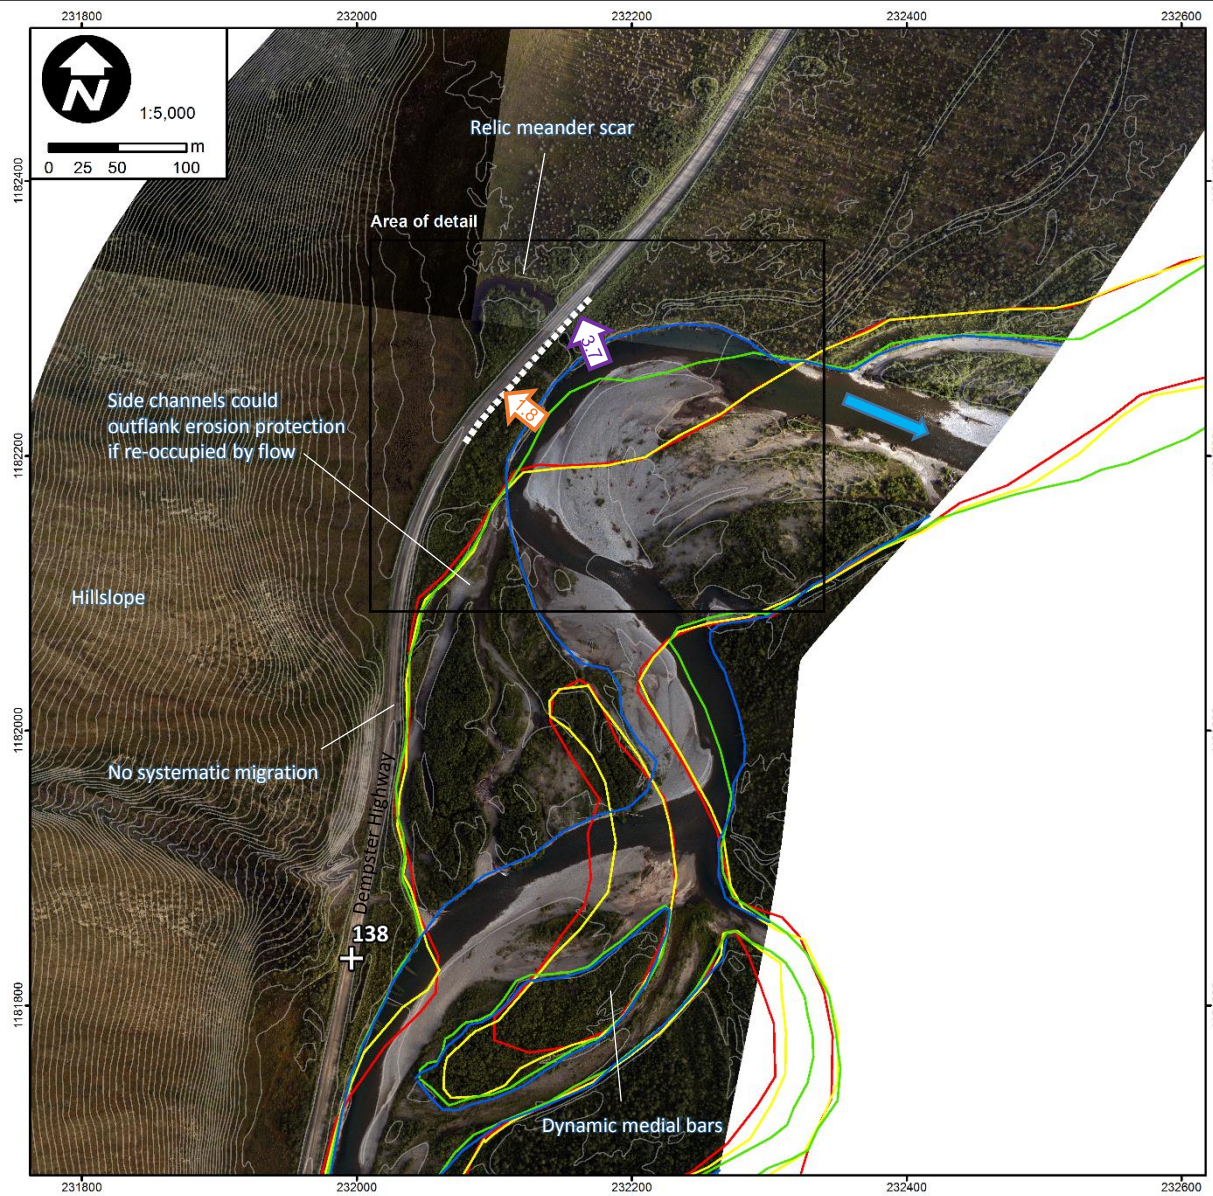 231800
232000
232200
232400
232600
N
1:5,000
m
0 25 50 100
Relic meander scar
1182400
Area of detail
3.7
1.8
Side channels could
outflank erosion protection
if re-occupied by flow
1182200
Hillslope
1182000
No systematic migration
Dempster Highway
138
1181800
Dynamic medial bars
231800
232000
232200
232400
232600